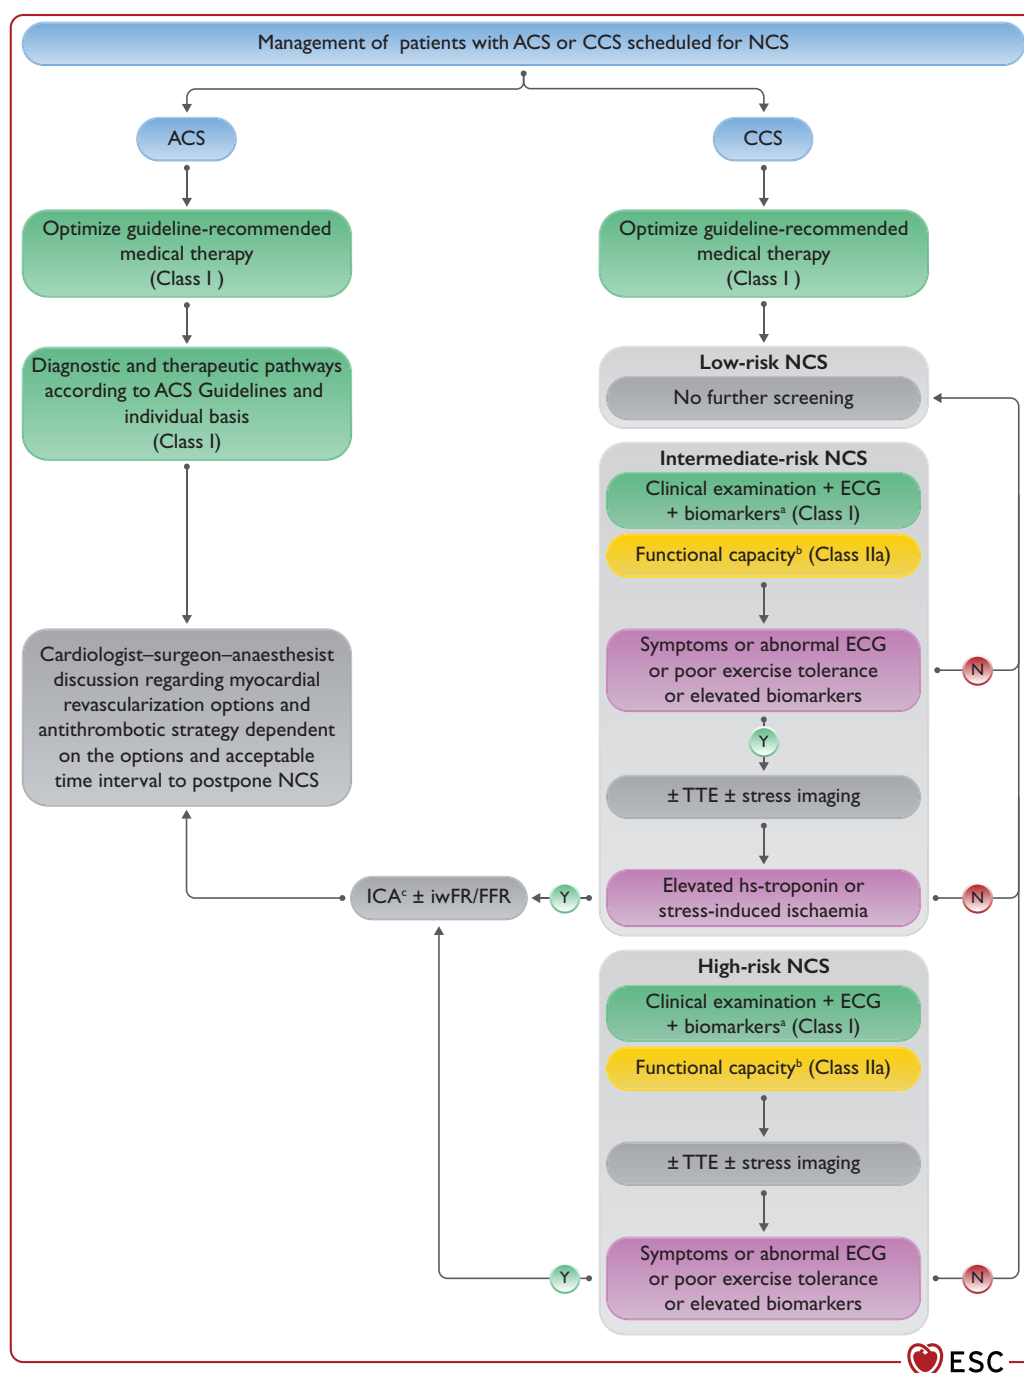 Management of patients with ACS or CCS scheduled for NCS
ACS
CCS
Optimize guideline-recommended
medical therapy
(Class I )
Optimize guideline-recommended
medical therapy
(Class I )
Diagnostic and therapeutic pathways
according to ACS Guidelines and
individual basis
(Class I)
Low-risk NCS
No further screening
Intermediate-risk NCS
Clinical examination + ECG
+ biomarkersᵃ (Class I)
Functional capacityᵇ (Class IIa)
Cardiologist–surgeon–anaesthesist
discussion regarding myocardial
revascularization options and
antithrombotic strategy dependent
on the options and acceptable
time interval to postpone NCS
Symptoms or abnormal ECG
or poor exercise tolerance
or elevated biomarkers
N
Y
± TTE ± stress imaging
Elevated hs-troponin or
stress-induced ischaemia
N
Y
ICAᶜ ± iwFR/FFR
High-risk NCS
Clinical examination + ECG
+ biomarkersᵃ (Class I)
Functional capacityᵇ (Class IIa)
± TTE ± stress imaging
Symptoms or abnormal ECG
or poor exercise tolerance
or elevated biomarkers
Y
N
ESC